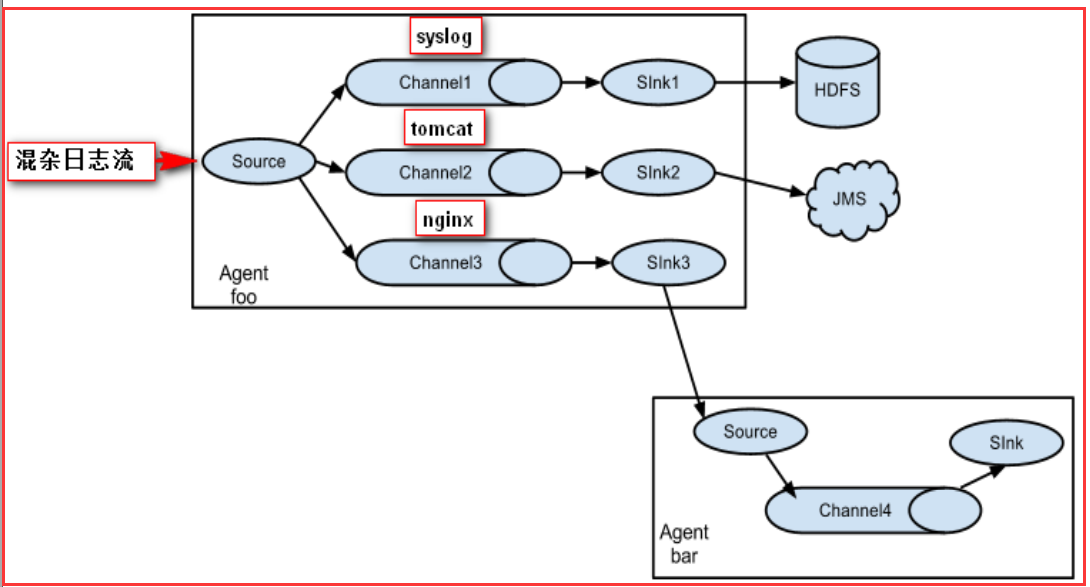 syslog
Channel1
SInk1
HDFS
tomcat
混杂日志流
Source
Channel2
SInk2
JMS
nginx
Channel3
SInk3
Agent
foo
Source
SInk
Channel4
Agent
bar